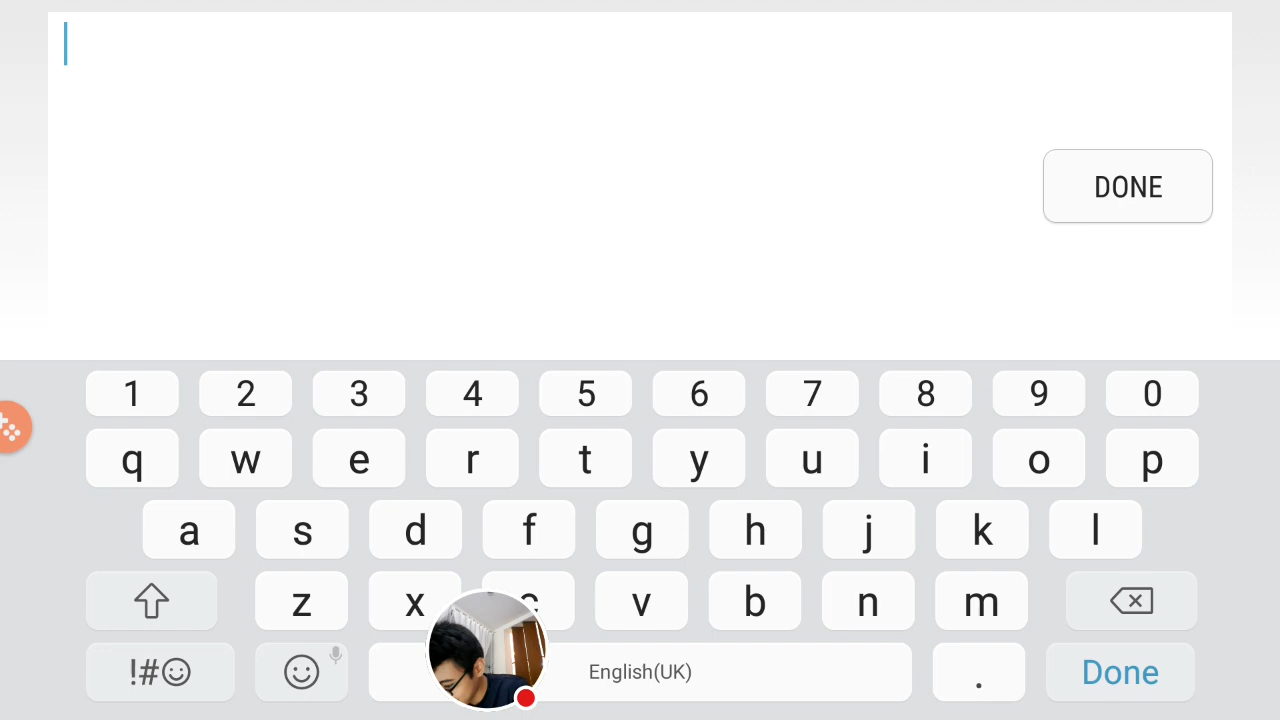 DONE
1 2 3 4 5 6 7 8 9 0
q w e r t y u i o p
a s d f g h j k l
z x c v b n m
!#☺ English(UK) . Done